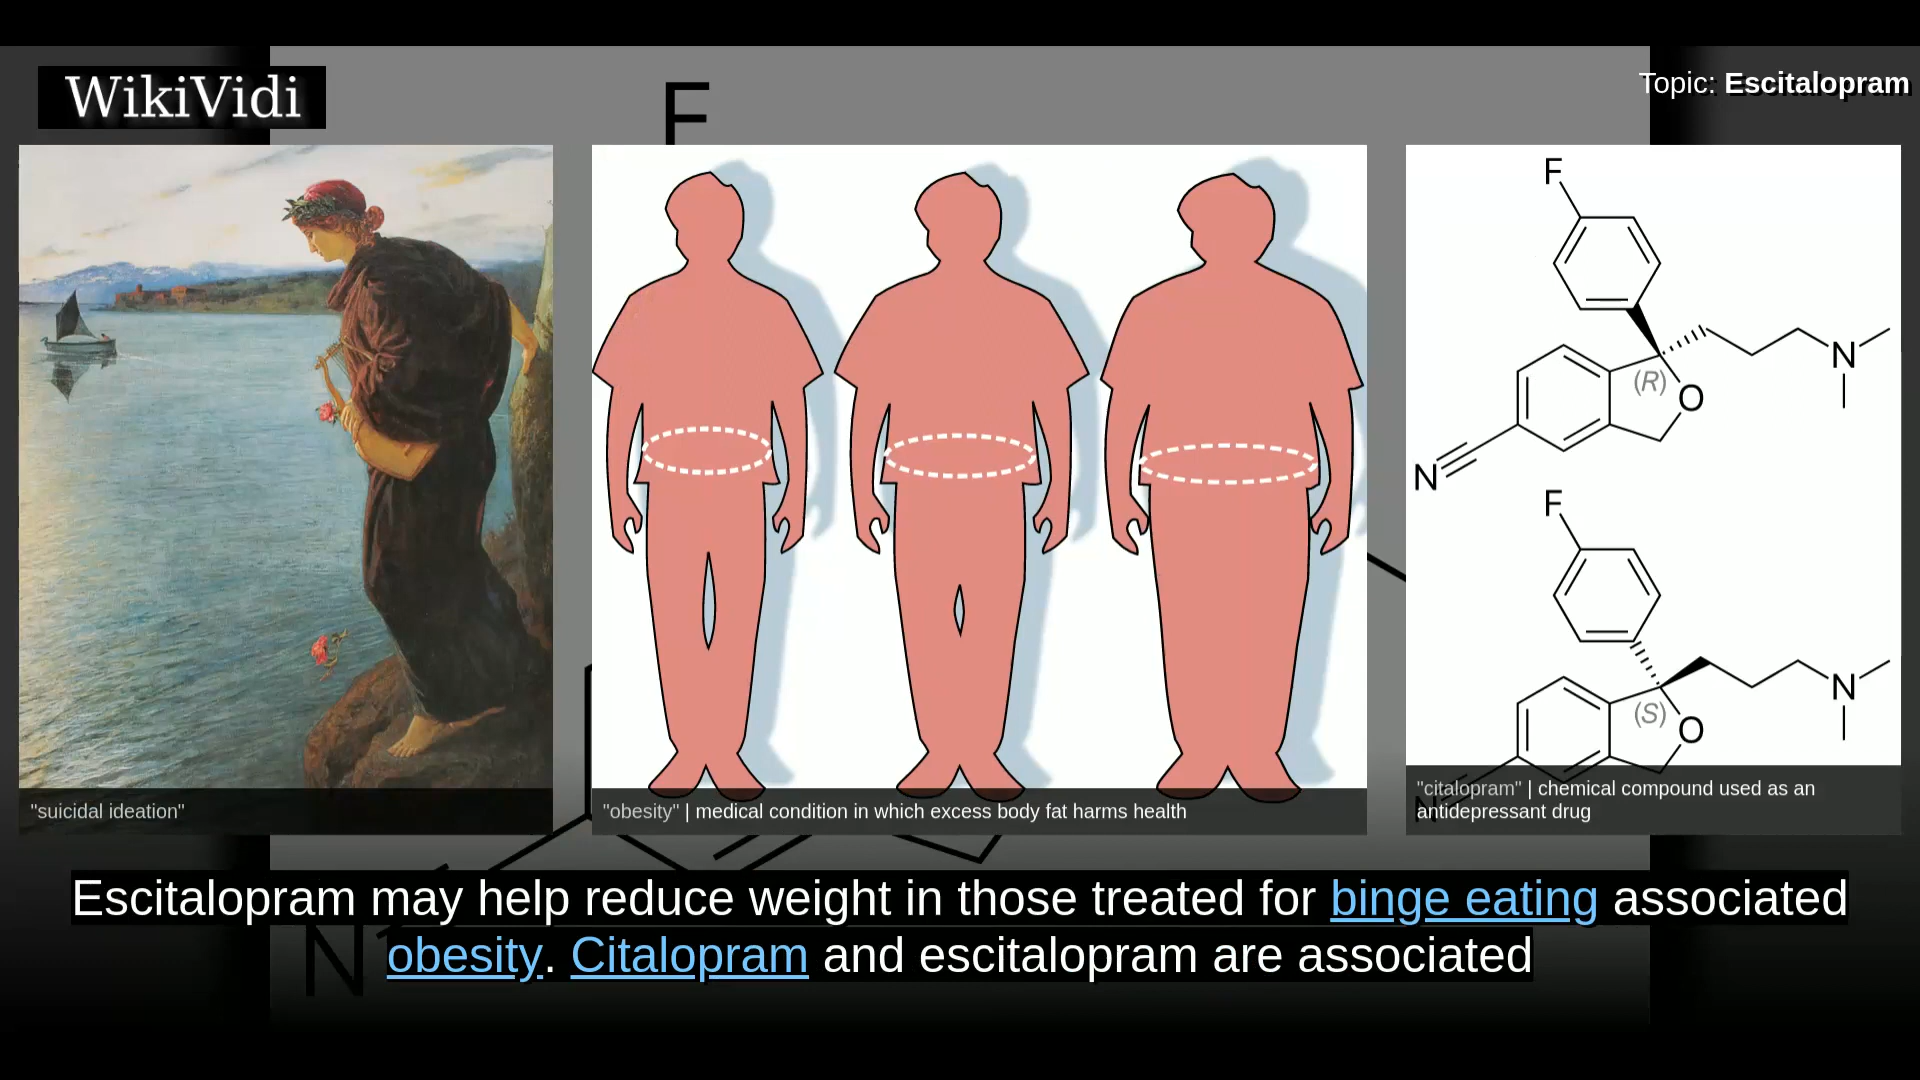 WikiVidi
Topic: Escitalopram
F
F
(R)
N
O
N
F
(S)
N
O
N
"suicidal ideation"
"obesity" | medical condition in which excess body fat harms health
"citalopram" | chemical compound used as an
antidepressant drug
Escitalopram may help reduce weight in those treated for binge eating associated
obesity. Citalopram and escitalopram are associated
N